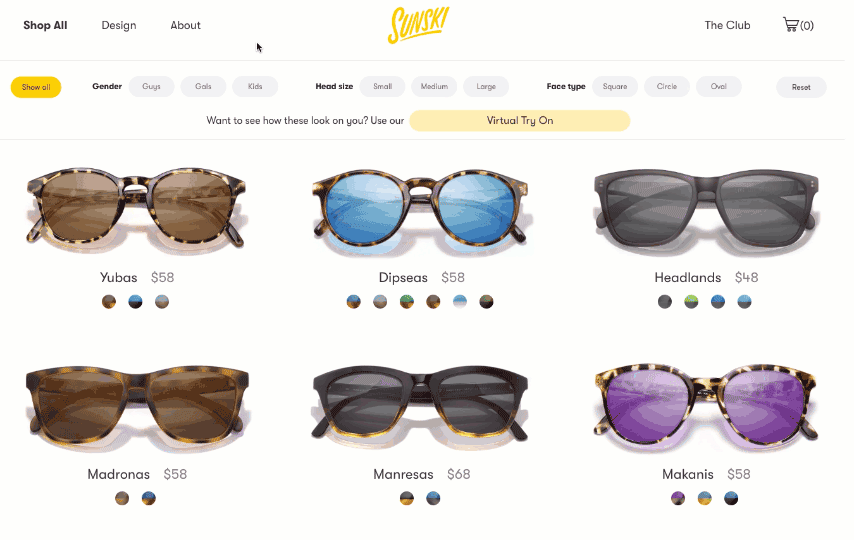 Shop All Design About SUNSKI The Club (0)
Show all Gender Guys Gals Kids Head size Small Medium Large Face type Square Circle Oval Reset
Want to see how these look on you? Use our Virtual Try On
Yubas $58 Dipseas $58 Headlands $48
Madronas $58 Manresas $68 Makanis $58